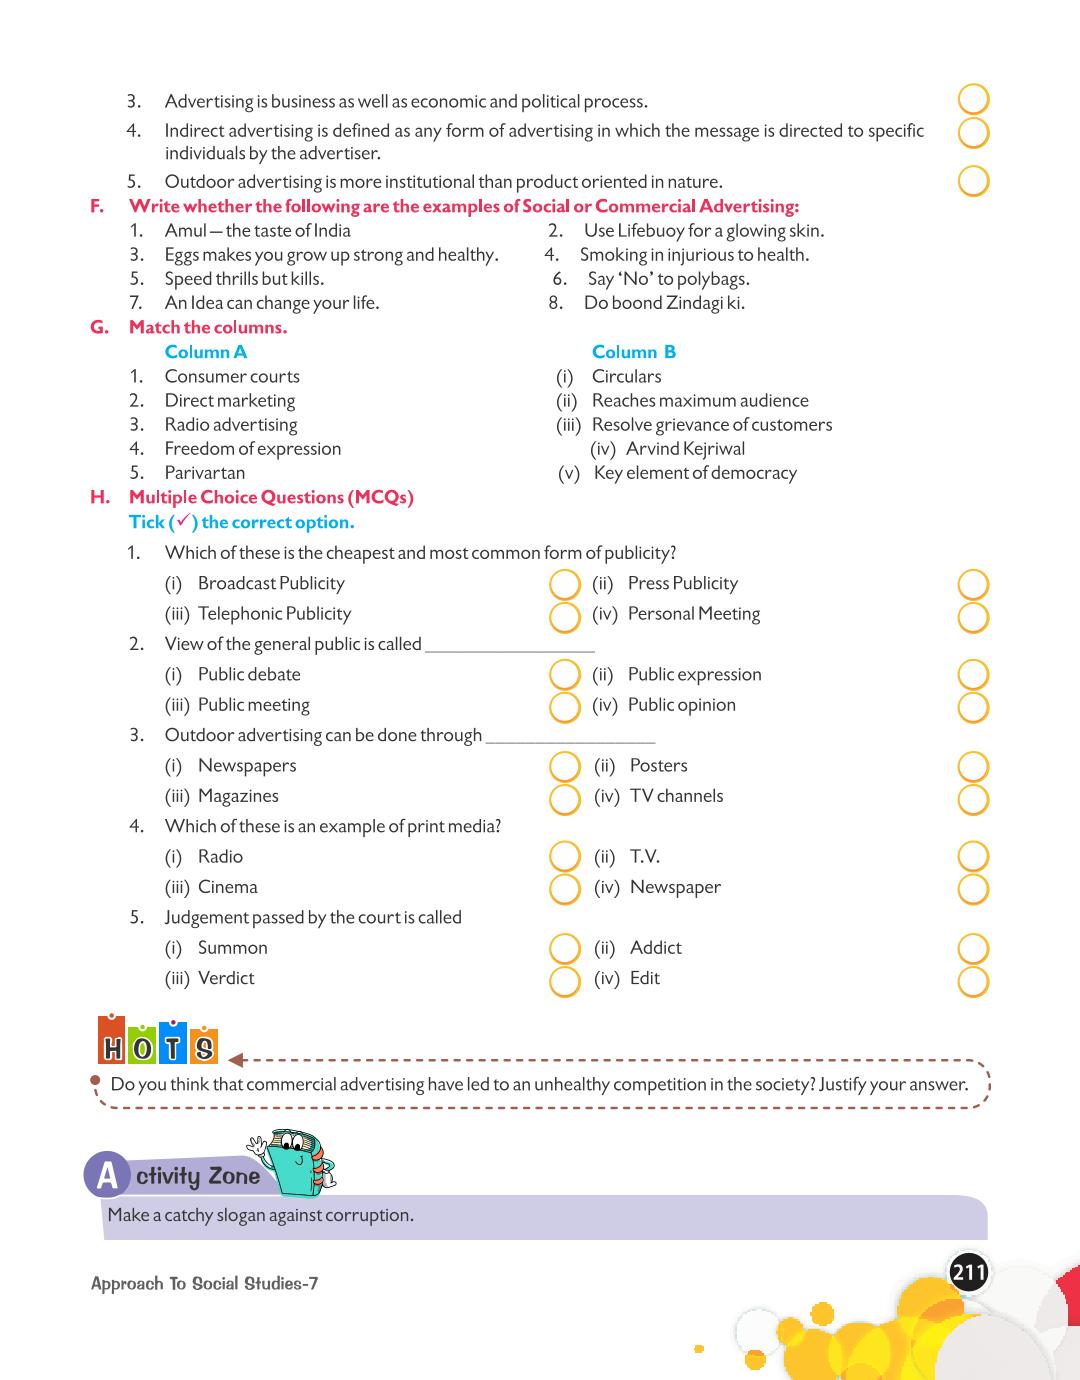 3. Advertising is business as well as economic and political process.
4. Indirect advertising is defined as any form of advertising in which the message is directed to specific
individuals by the advertiser.
5. Outdoor advertising is more institutional than product oriented in nature.
F. Write whether the following are the examples of Social or Commercial Advertising:
1. Amul – the taste of India 2. Use Lifebuoy for a glowing skin.
3. Eggs makes you grow up strong and healthy. 4. Smoking in injurious to health.
5. Speed thrills but kills. 6. Say ‘No’ to polybags.
7. An Idea can change your life. 8. Do boond Zindagi ki.
G. Match the columns.
Column A Column B
1. Consumer courts (i) Circulars
2. Direct marketing (ii) Reaches maximum audience
3. Radio advertising (iii) Resolve grievance of customers
4. Freedom of expression (iv) Arvind Kejriwal
5. Parivartan (v) Key element of democracy
H. Multiple Choice Questions (MCQs)
Tick (✓) the correct option.
1. Which of these is the cheapest and most common form of publicity?
(i) Broadcast Publicity (ii) Press Publicity
(iii) Telephonic Publicity (iv) Personal Meeting
2. View of the general public is called _________________
(i) Public debate (ii) Public expression
(iii) Public meeting (iv) Public opinion
3. Outdoor advertising can be done through _________________
(i) Newspapers (ii) Posters
(iii) Magazines (iv) TV channels
4. Which of these is an example of print media?
(i) Radio (ii) T.V.
(iii) Cinema (iv) Newspaper
5. Judgement passed by the court is called
(i) Summon (ii) Addict
(iii) Verdict (iv) Edit
HOTS
Do you think that commercial advertising have led to an unhealthy competition in the society? Justify your answer.
Activity Zone
Make a catchy slogan against corruption.
Approach To Social Studies-7 211